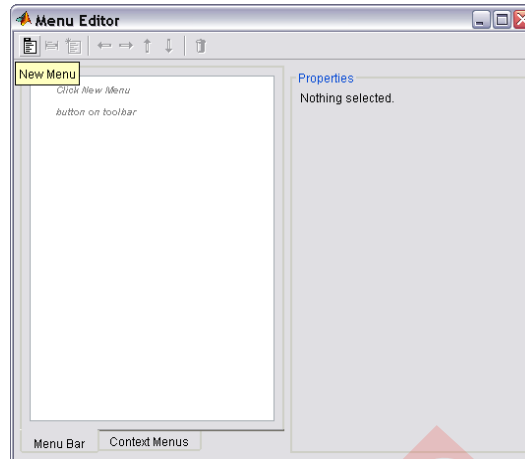 Menu Editor
New Menu
Click New Menu
button on toolbar
Properties
Nothing selected.
Menu Bar
Context Menus